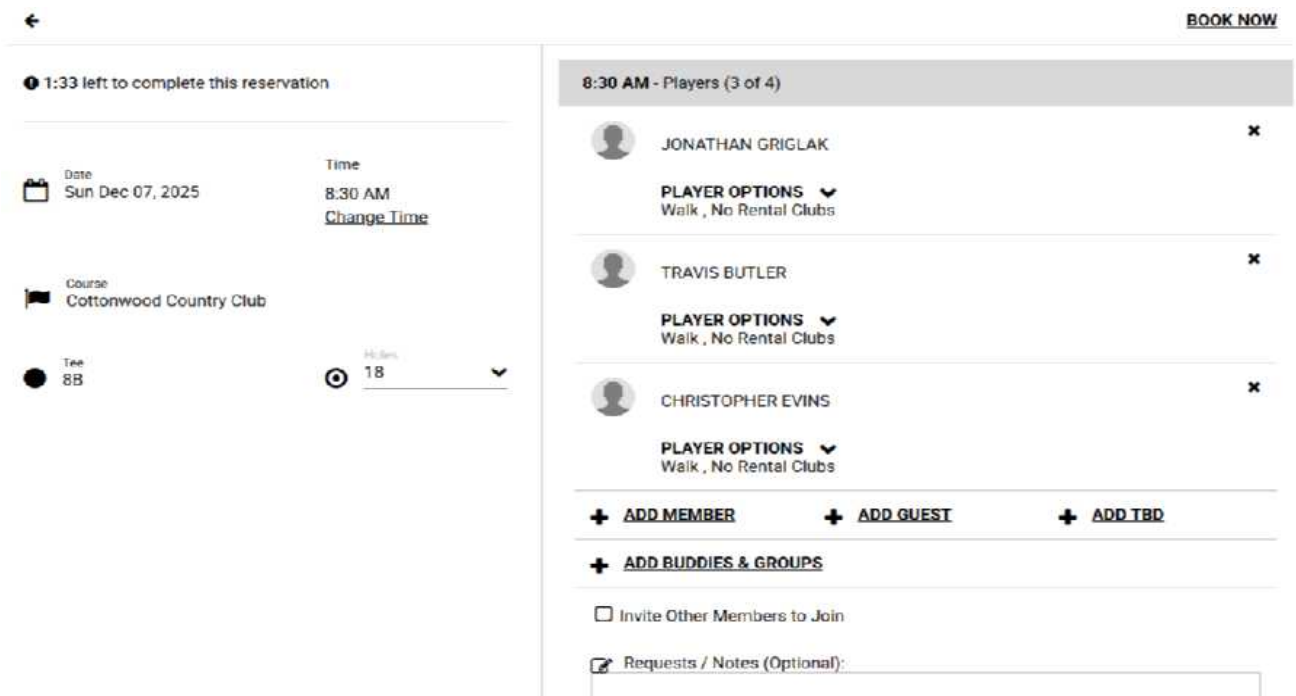 BOOK NOW
1:33 left to complete this reservation
Date
Sun Dec 07, 2025
Time
8:30 AM
Change Time
Course
Cottonwood Country Club
Tee
8B
Holes
18
8:30 AM - Players (3 of 4)
JONATHAN GRIGLAK
PLAYER OPTIONS
Walk , No Rental Clubs
TRAVIS BUTLER
PLAYER OPTIONS
Walk , No Rental Clubs
CHRISTOPHER EVINS
PLAYER OPTIONS
Walk , No Rental Clubs
ADD MEMBER ADD GUEST ADD TBD
ADD BUDDIES & GROUPS
Invite Other Members to Join
Requests / Notes (Optional):